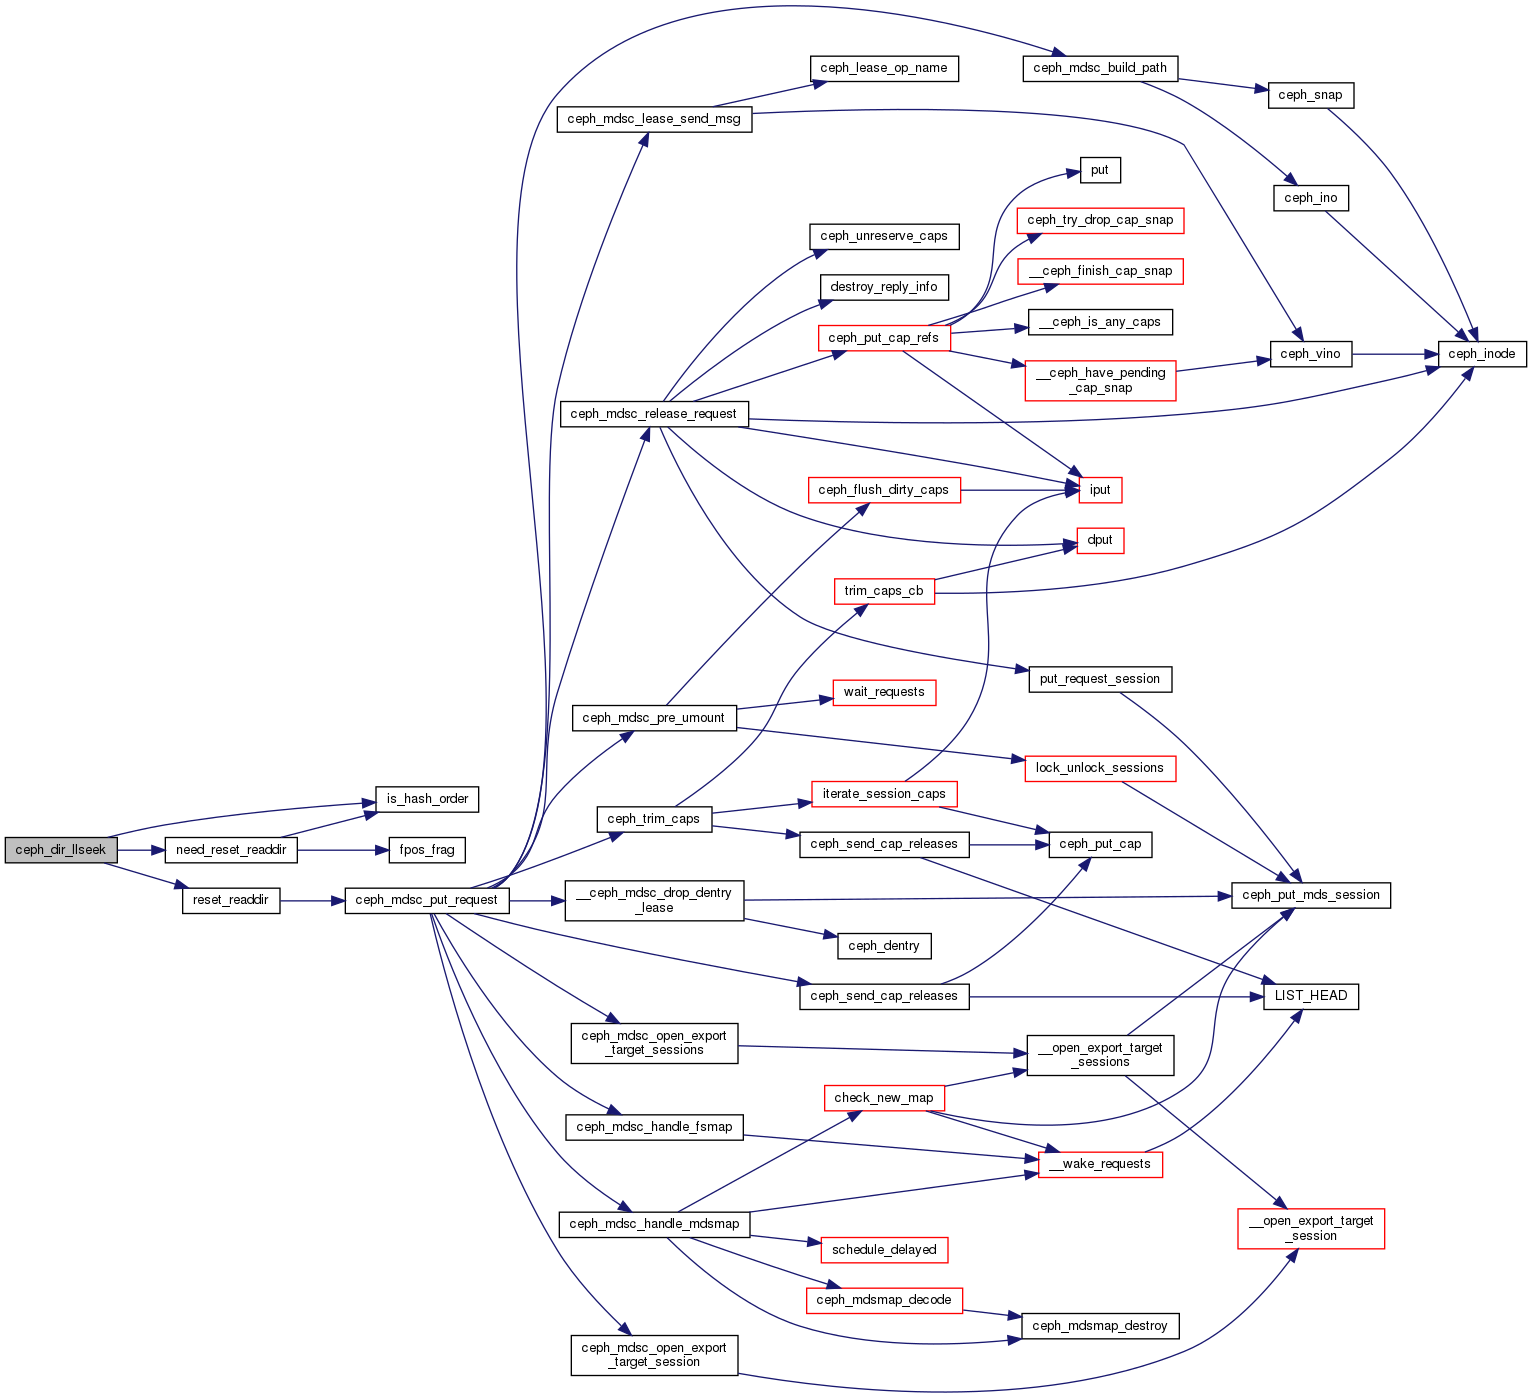 ceph_mdsc_build_path
ceph_lease_op_name
ceph_snap
ceph_mdsc_lease_send_msg
put
ceph_ino
ceph_try_drop_cap_snap
ceph_unreserve_caps
__ceph_finish_cap_snap
destroy_reply_info
__ceph_is_any_caps
ceph_put_cap_refs
ceph_vino
ceph_inode
__ceph_have_pending
_cap_snap
ceph_mdsc_release_request
ceph_flush_dirty_caps
iput
dput
trim_caps_cb
put_request_session
wait_requests
ceph_mdsc_pre_umount
lock_unlock_sessions
iterate_session_caps
is_hash_order
ceph_trim_caps
ceph_send_cap_releases
ceph_put_cap
ceph_dir_llseek
need_reset_readdir
fpos_frag
reset_readdir
ceph_mdsc_put_request
__ceph_mdsc_drop_dentry
_lease
ceph_put_mds_session
ceph_dentry
ceph_send_cap_releases
LIST_HEAD
ceph_mdsc_open_export
_target_sessions
__open_export_target
_sessions
check_new_map
ceph_mdsc_handle_fsmap
__wake_requests
ceph_mdsc_handle_mdsmap
__open_export_target
_session
schedule_delayed
ceph_mdsmap_decode
ceph_mdsmap_destroy
ceph_mdsc_open_export
_target_session